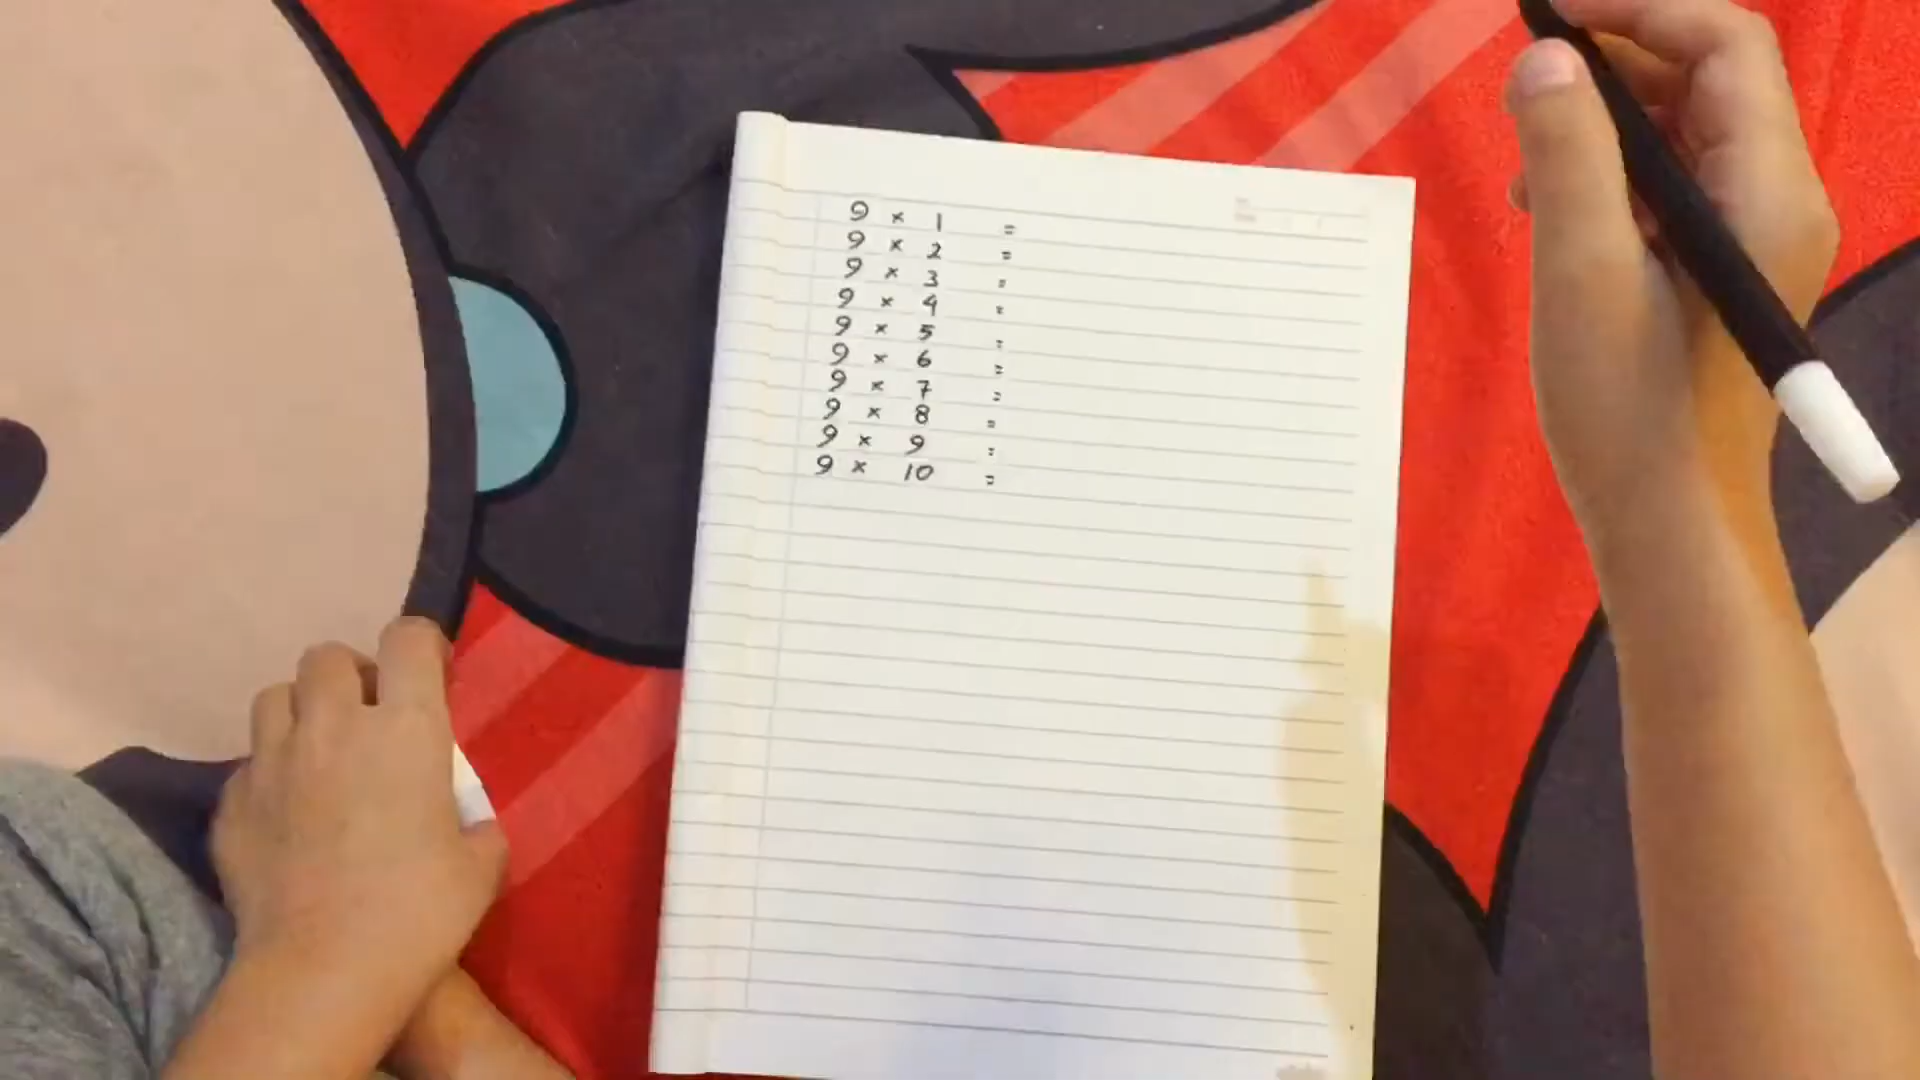 9 × 1 =
9 × 2 =
9 × 3 =
9 × 4 =
9 × 5 =
9 × 6 =
9 × 7 =
9 × 8 =
9 × 9 =
9 × 10 =